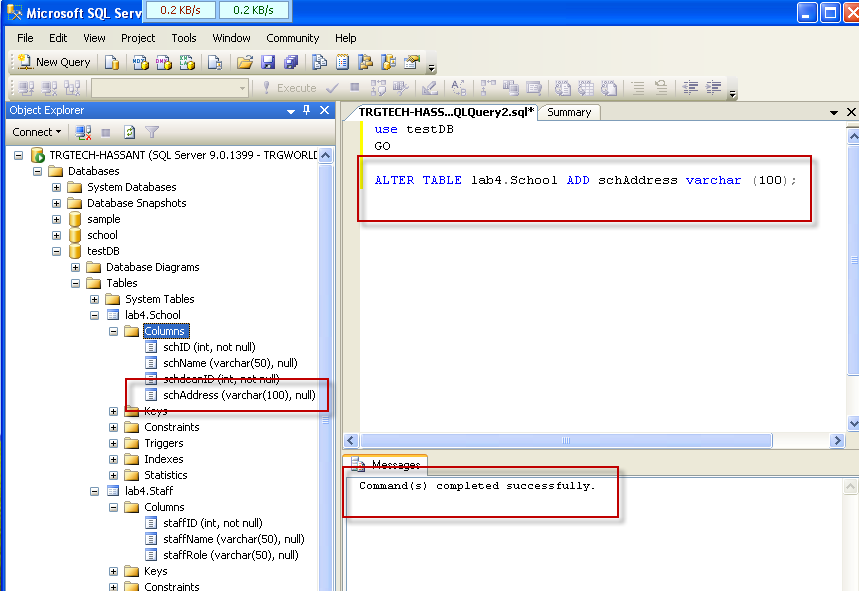 Microsoft SQL Serv
0.2 KB/s
0.2 KB/s
File Edit View Project Tools Window Community Help
New Query
Execute
Object Explorer
Connect
TRGTECH-HASSANT (SQL Server 9.0.1399 - TRGWORLD
Databases
System Databases
Database Snapshots
sample
school
testDB
Database Diagrams
Tables
System Tables
lab4.School
Columns
schID (int, not null)
schName (varchar(50), null)
schdeanID (int, not null)
schAddress (varchar(100), null)
Keys
Constraints
Triggers
Indexes
Statistics
lab4.Staff
Columns
staffID (int, not null)
staffName (varchar(50), null)
staffRole (varchar(50), null)
Keys
Constraints
TRGTECH-HASS...QLQuery2.sql* Summary
use testDB
GO
ALTER TABLE lab4.School ADD schAddress varchar (100);
Messages
Command(s) completed successfully.